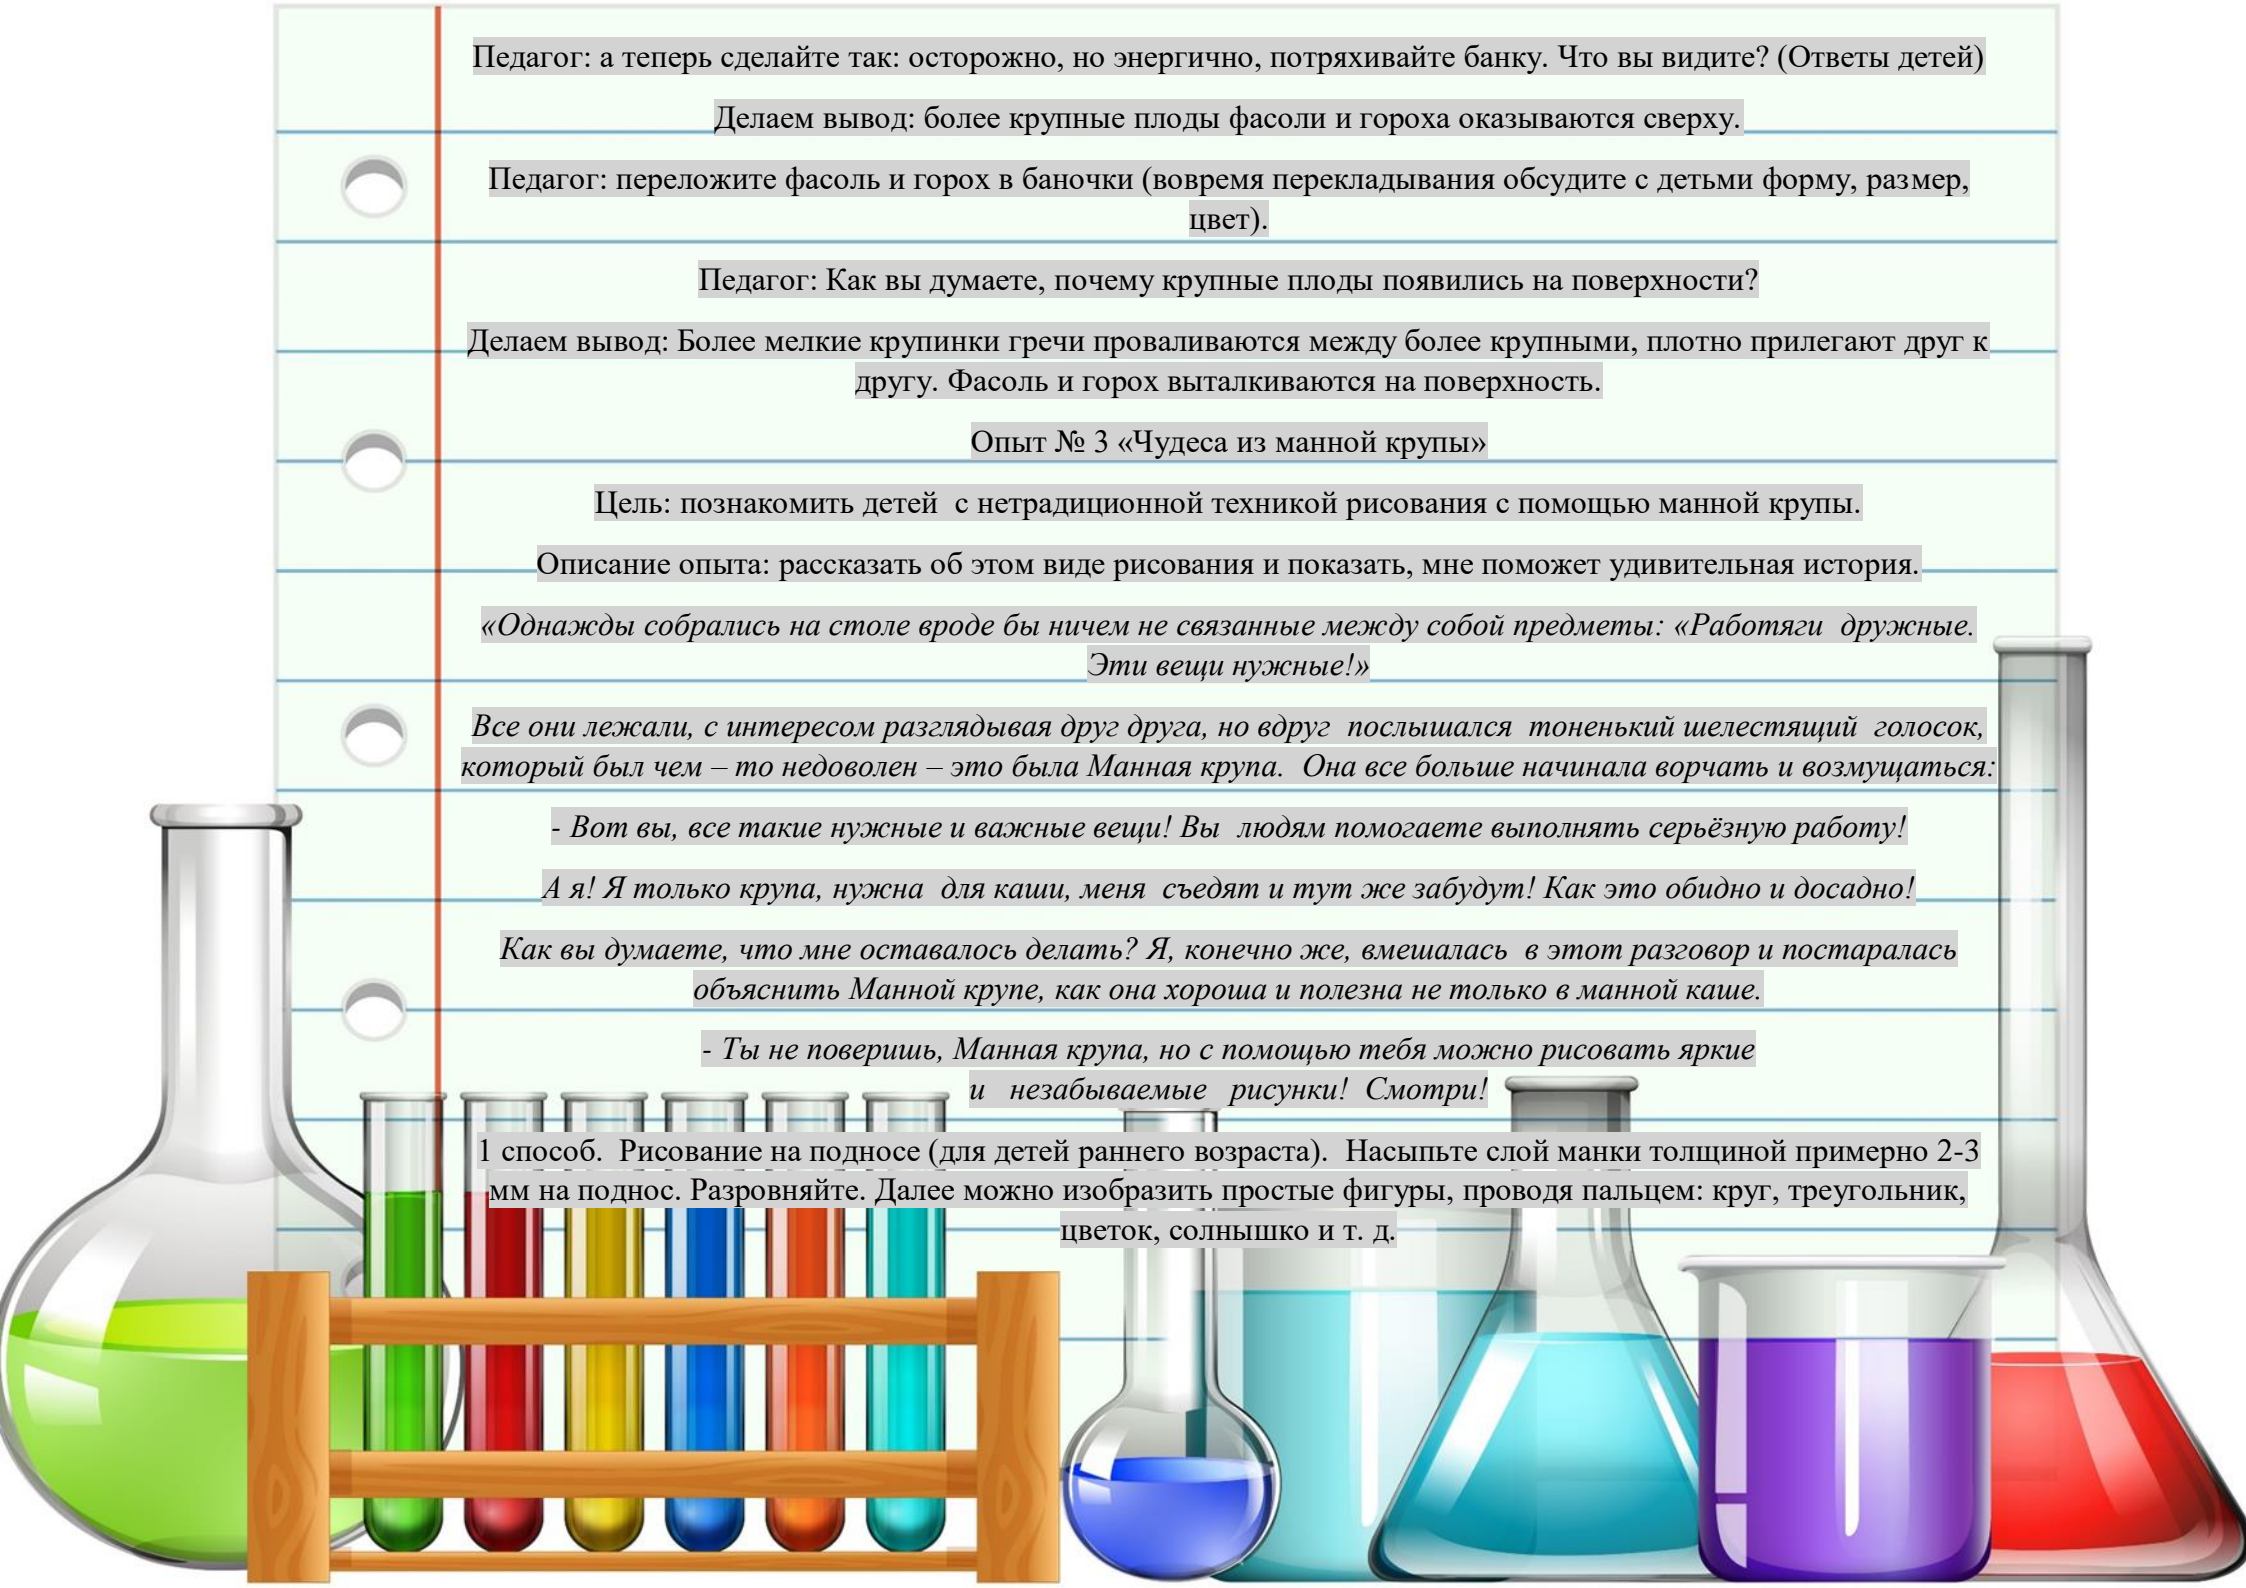 Педагог: а теперь сделайте так: осторожно, но энергично, потряхивайте банку. Что вы видите? (Ответы детей)
Делаем вывод: более крупные плоды фасоли и гороха оказываются сверху.
Педагог: переложите фасоль и горох в баночки (вовремя перекладывания обсудите с детьми форму, размер,
цвет).
Педагог: Как вы думаете, почему крупные плоды появились на поверхности?
Делаем вывод: Более мелкие крупинки гречи проваливаются между более крупными, плотно прилегают друг к
другу. Фасоль и горох выталкиваются на поверхность.
Опыт № 3 «Чудеса из манной крупы»
Цель: познакомить детей  с нетрадиционной техникой рисования с помощью манной крупы.
Описание опыта: рассказать об этом виде рисования и показать, мне поможет удивительная история.
«Однажды собрались на столе вроде бы ничем не связанные между собой предметы: «Работяги  дружные.
Эти вещи нужные!»
Все они лежали, с интересом разглядывая друг друга, но вдруг  послышался  тоненький шелестящий  голосок,
который был чем – то недоволен – это была Манная крупа.  Она все больше начинала ворчать и возмущаться:
- Вот вы, все такие нужные и важные вещи! Вы  людям помогаете выполнять серьёзную работу!
А я! Я только крупа, нужна  для каши, меня  съедят и тут же забудут! Как это обидно и досадно!
Как вы думаете, что мне оставалось делать? Я, конечно же, вмешалась  в этот разговор и постаралась
объяснить Манной крупе, как она хороша и полезна не только в манной каше.
- Ты не поверишь, Манная крупа, но с помощью тебя можно рисовать яркие
и   незабываемые   рисунки!  Смотри!
1 способ.  Рисование на подносе (для детей раннего возраста).  Насыпьте слой манки толщиной примерно 2-3
мм на поднос. Разровняйте. Далее можно изобразить простые фигуры, проводя пальцем: круг, треугольник,
цветок, солнышко и т. д.